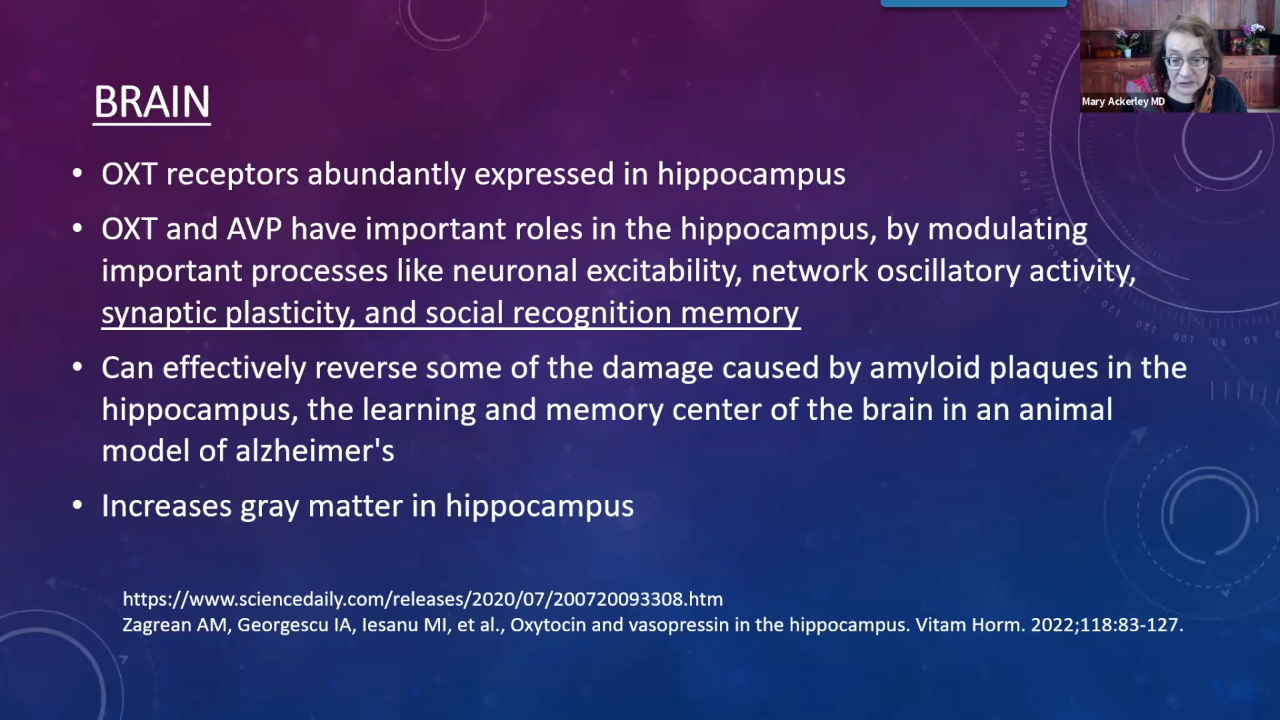 Mary Ackerley MD
BRAIN
• OXT receptors abundantly expressed in hippocampus
• OXT and AVP have important roles in the hippocampus, by modulating
important processes like neuronal excitability, network oscillatory activity,
synaptic plasticity, and social recognition memory
• Can effectively reverse some of the damage caused by amyloid plaques in the
hippocampus, the learning and memory center of the brain in an animal
model of alzheimer's
• Increases gray matter in hippocampus
https://www.sciencedaily.com/releases/2020/07/200720093308.htm
Zagrean AM, Georgescu IA, Iesanu MI, et al., Oxytocin and vasopressin in the hippocampus. Vitam Horm. 2022;118:83-127.